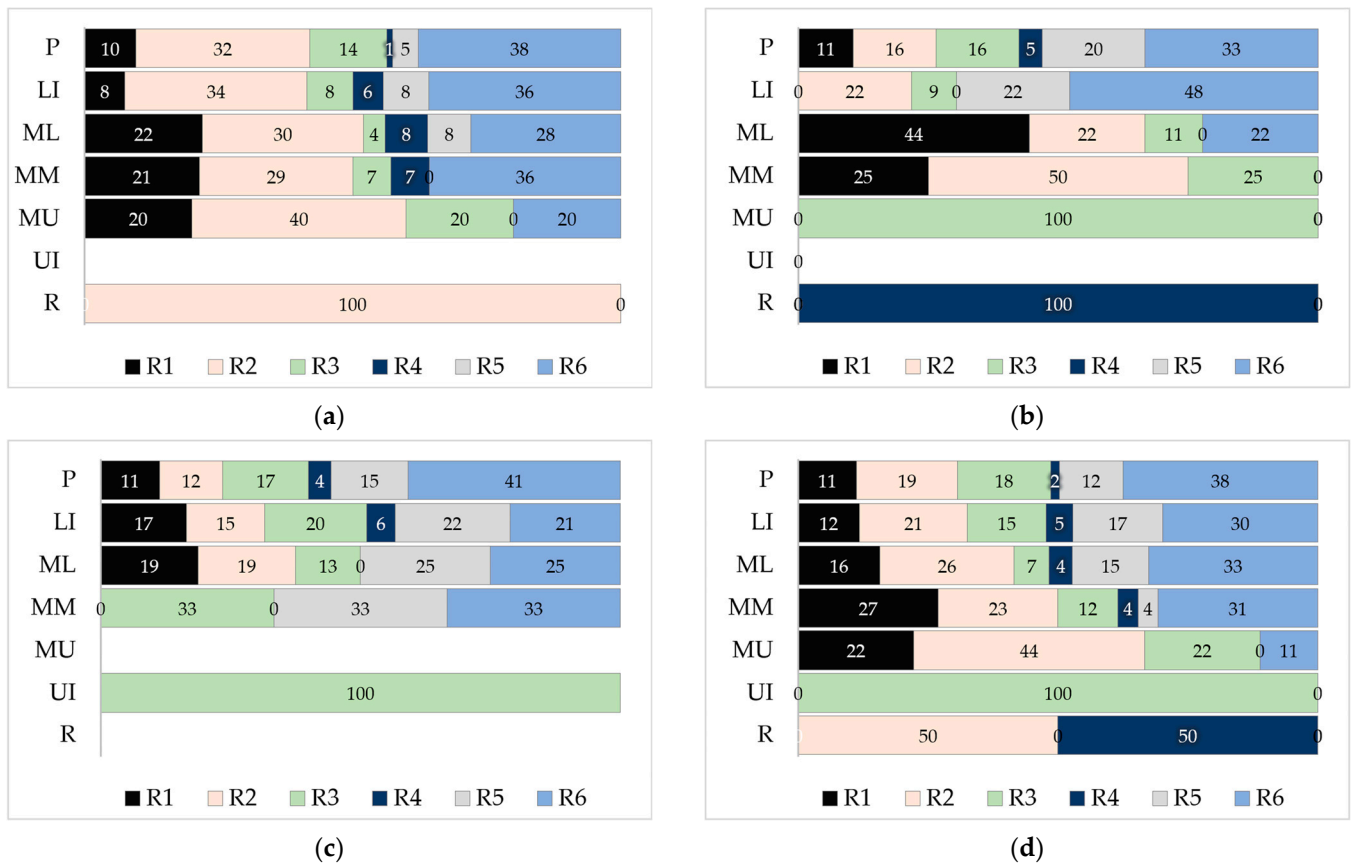 P 10 32 14 1 5 38
LI 8 34 8 6 8 36
ML 22 30 4 8 8 28
MM 21 29 7 7 0 36
MU 20 40 20 0 20
UI
R 0 100 0
R1 R2 R3 R4 R5 R6
(a)
P 11 16 16 5 20 33
LI 0 22 9 0 22 48
ML 44 22 11 0 22
MM 25 50 25 0
MU 0 100 0
UI 0
R 0 100 0
R1 R2 R3 R4 R5 R6
(b)
P 11 12 17 4 15 41
LI 17 15 20 6 22 21
ML 19 19 13 0 25 25
MM 0 33 0 33 33
MU
UI 100
R
R1 R2 R3 R4 R5 R6
(c)
P 11 19 18 2 12 38
LI 12 21 15 5 17 30
ML 16 26 7 4 15 33
MM 27 23 12 4 4 31
MU 22 44 22 0 11
UI 0 100 0
R 0 50 0 50 0
R1 R2 R3 R4 R5 R6
(d)